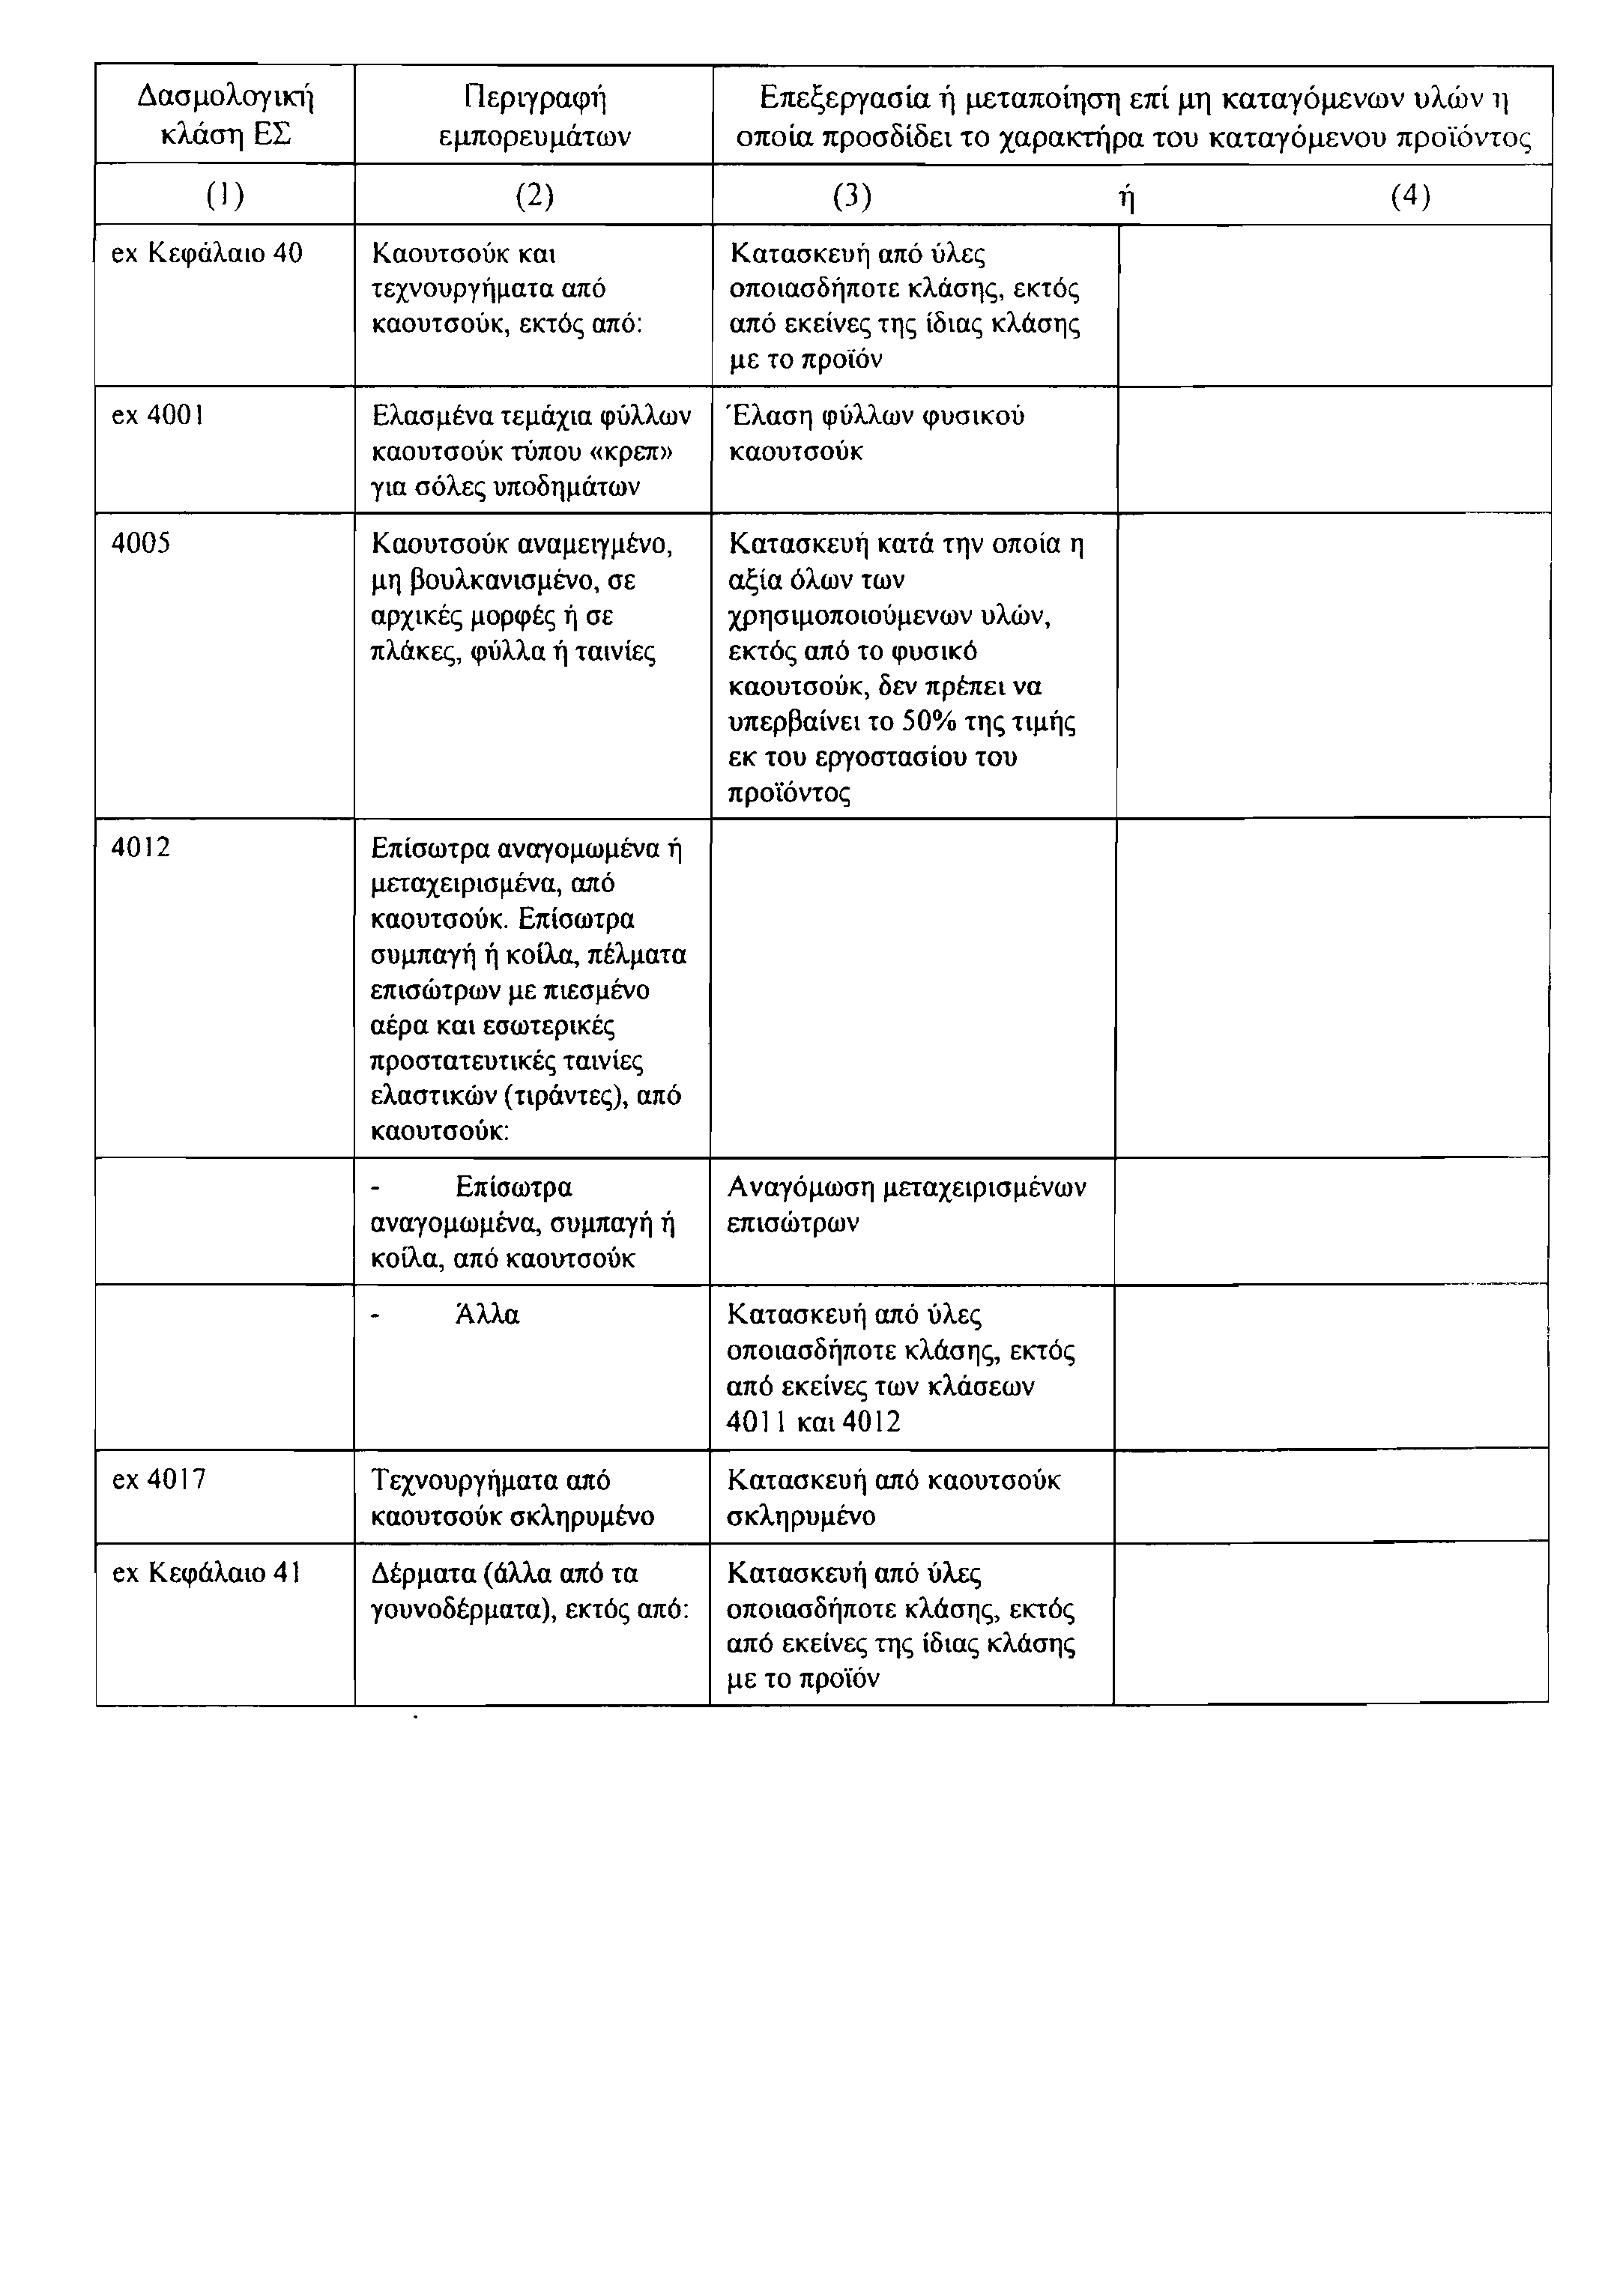 Δασμολογική
κλάση ΕΣ
Περιγραφή
εμπορευμάτων
Επεξεργασία ή μεταποίηση επί μη καταγόμενων υλών η
οποία προσδίδει το χαρακτήρα του καταγόμενου προϊόντος
(1)
(2)
(3) ή (4)
ex Κεφάλαιο 40
Καουτσούκ και
τεχνουργήματα από
καουτσούκ, εκτός από:
Κατασκευή από ύλες
οποιασδήποτε κλάσης, εκτός
από εκείνες της ίδιας κλάσης
με το προϊόν
ex 4001
Ελασμένα τεμάχια φύλλων
καουτσούκ τύπου «κρεπ»
για σόλες υποδημάτων
Έλαση φύλλων φυσικού
καουτσούκ
4005
Καουτσούκ αναμειγμένο,
μη βουλκανισμένο, σε
αρχικές μορφές ή σε
πλάκες, φύλλα ή ταινίες
Κατασκευή κατά την οποία η
αξία όλων των
χρησιμοποιούμενων υλών,
εκτός από το φυσικό
καουτσούκ, δεν πρέπει να
υπερβαίνει το 50% της τιμής
εκ του εργοστασίου του
προϊόντος
4012
Επίσωτρα αναγομωμένα ή
μεταχειρισμένα, από
καουτσούκ. Επίσωτρα
συμπαγή ή κοίλα, πέλματα
επισώτρων με πιεσμένο
αέρα και εσωτερικές
προστατευτικές ταινίες
ελαστικών (τιράντες), από
καουτσούκ:
- Επίσωτρα
αναγομωμένα, συμπαγή ή
κοίλα, από καουτσούκ
Αναγόμωση μεταχειρισμένων
επισώτρων
- Άλλα
Κατασκευή από ύλες
οποιασδήποτε κλάσης, εκτός
από εκείνες των κλάσεων
4011 και 4012
ex 4017
Τεχνουργήματα από
καουτσούκ σκληρυμένο
Κατασκευή από καουτσούκ
σκληρυμένο
ex Κεφάλαιο 41
Δέρματα (άλλα από τα
γουνοδέρματα), εκτός από:
Κατασκευή από ύλες
οποιασδήποτε κλάσης, εκτός
από εκείνες της ίδιας κλάσης
με το προϊόν